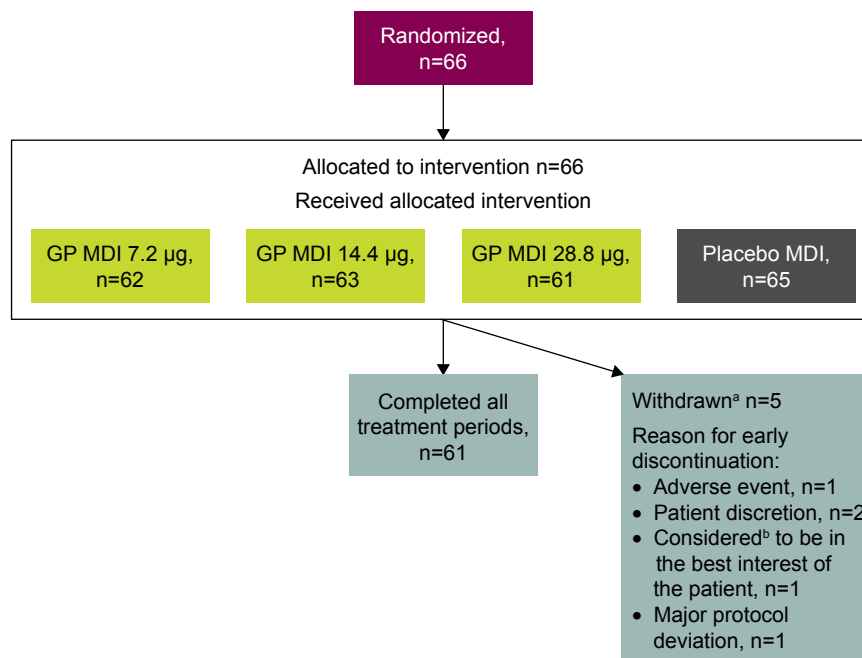 Randomized,
n=66
Allocated to intervention n=66
Received allocated intervention
GP MDI 7.2 µg,
n=62
GP MDI 14.4 µg,
n=63
GP MDI 28.8 µg,
n=61
Placebo MDI,
n=65
Completed all
treatment periods,
n=61
Withdrawnᵃ n=5
Reason for early
discontinuation:
• Adverse event, n=1
• Patient discretion, n=2
• Consideredᵇ to be in
the best interest of
the patient, n=1
• Major protocol
deviation, n=1